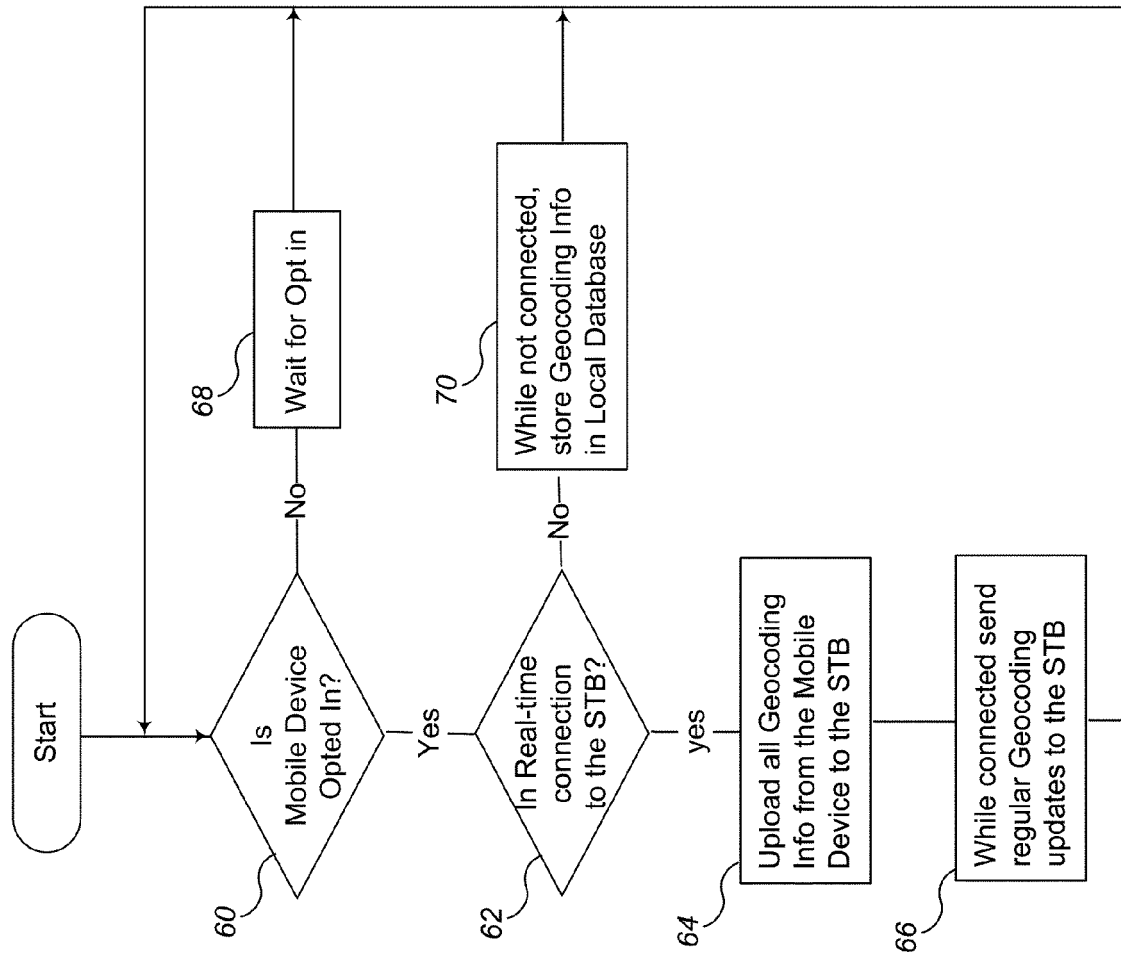 Start
60
Is
Mobile Device
Opted In?
No
68
Wait for Opt in
Yes
62
In Real-time
connection
to the STB?
No
70
While not connected,
store Geocoding Info
in Local Database
yes
64
Upload all Geocoding
Info from the Mobile
Device to the STB
66
While connected send
regular Geocoding
updates to the STB